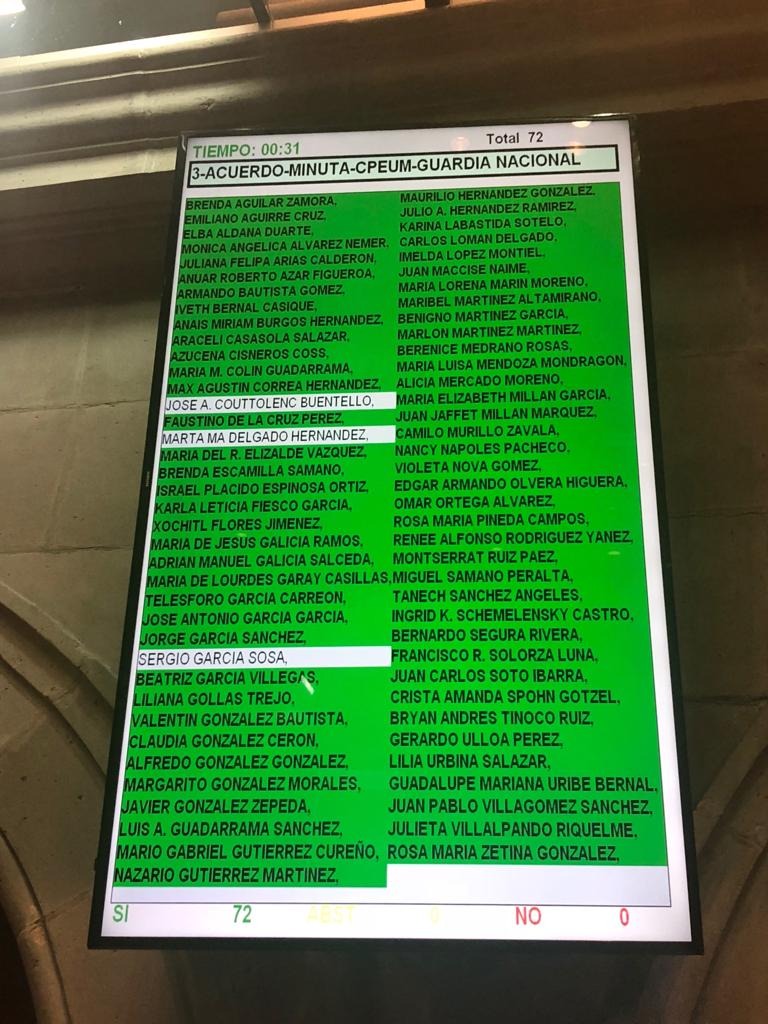 TIEMPO: 00:31
Total 72
3-ACUERDO-MINUTA-CPEUM-GUARDIA NACIONAL
BRENDA AGUILAR ZAMORA,
EMILIANO AGUIRRE CRUZ,
ELBA ALDANA DUARTE,
MONICA ANGELICA ALVAREZ NEMER,
JULIANA FELIPA ARIAS CALDERON,
ANUAR ROBERTO AZAR FIGUEROA,
ARMANDO BAUTISTA GOMEZ,
IVETH BERNAL CASIQUE,
ANAIS MIRIAM BURGOS HERNANDEZ,
ARACELI CASASOLA SALAZAR,
AZUCENA CISNEROS COSS,
MARIA M. COLIN GUADARRAMA,
MAX AGUSTIN CORREA HERNANDEZ,
JOSE A. COUTTOLENC BUENTELLO,
FAUSTINO DE LA CRUZ PEREZ,
MARTA MA DELGADO HERNANDEZ,
MARIA DEL R. ELIZALDE VAZQUEZ,
BRENDA ESCAMILLA SAMANO,
ISRAEL PLACIDO ESPINOSA ORTIZ,
KARLA LETICIA FIESCO GARCIA,
XOCHITL FLORES JIMENEZ,
MARIA DE JESUS GALICIA RAMOS,
ADRIAN MANUEL GALICIA SALCEDA,
MARIA DE LOURDES GARAY CASILLAS,
TELESFORO GARCIA CARREON,
JOSE ANTONIO GARCIA GARCIA,
JORGE GARCIA SANCHEZ,
SERGIO GARCIA SOSA,
BEATRIZ GARCIA VILLEGAS,
LILIANA GOLLAS TREJO,
VALENTIN GONZALEZ BAUTISTA,
CLAUDIA GONZALEZ CERON,
ALFREDO GONZALEZ GONZALEZ,
MARGARITO GONZALEZ MORALES,
JAVIER GONZALEZ ZEPEDA,
LUIS A. GUADARRAMA SANCHEZ,
MARIO GABRIEL GUTIERREZ CUREÑO,
NAZARIO GUTIERREZ MARTINEZ,
MAURILIO HERNANDEZ GONZALEZ,
JULIO A. HERNANDEZ RAMIREZ,
KARINA LABASTIDA SOTELO,
CARLOS LOMAN DELGADO,
IMELDA LOPEZ MONTIEL,
JUAN MACCISE NAIME,
MARIA LORENA MARIN MORENO,
MARIBEL MARTINEZ ALTAMIRANO,
BENIGNO MARTINEZ GARCIA,
MARLON MARTINEZ MARTINEZ,
BERENICE MEDRANO ROSAS,
MARIA LUISA MENDOZA MONDRAGON,
ALICIA MERCADO MORENO,
MARIA ELIZABETH MILLAN GARCIA,
JUAN JAFFET MILLAN MARQUEZ,
CAMILO MURILLO ZAVALA,
NANCY NAPOLES PACHECO,
VIOLETA NOVA GOMEZ,
EDGAR ARMANDO OLVERA HIGUERA,
OMAR ORTEGA ALVAREZ,
ROSA MARIA PINEDA CAMPOS,
RENEE ALFONSO RODRIGUEZ YANEZ,
MONTSERRAT RUIZ PAEZ,
MIGUEL SAMANO PERALTA,
TANECH SANCHEZ ANGELES,
INGRID K. SCHEMELENSKY CASTRO,
BERNARDO SEGURA RIVERA,
FRANCISCO R. SOLORZA LUNA,
JUAN CARLOS SOTO IBARRA,
CRISTA AMANDA SPOHN GOTZEL,
BRYAN ANDRES TINOCO RUIZ,
GERARDO ULLOA PEREZ,
LILIA URBINA SALAZAR,
GUADALUPE MARIANA URIBE BERNAL,
JUAN PABLO VILLAGOMEZ SANCHEZ,
JULIETA VILLALPANDO RIQUELME,
ROSA MARIA ZETINA GONZALEZ,
SI 72 ABST 0 NO 0